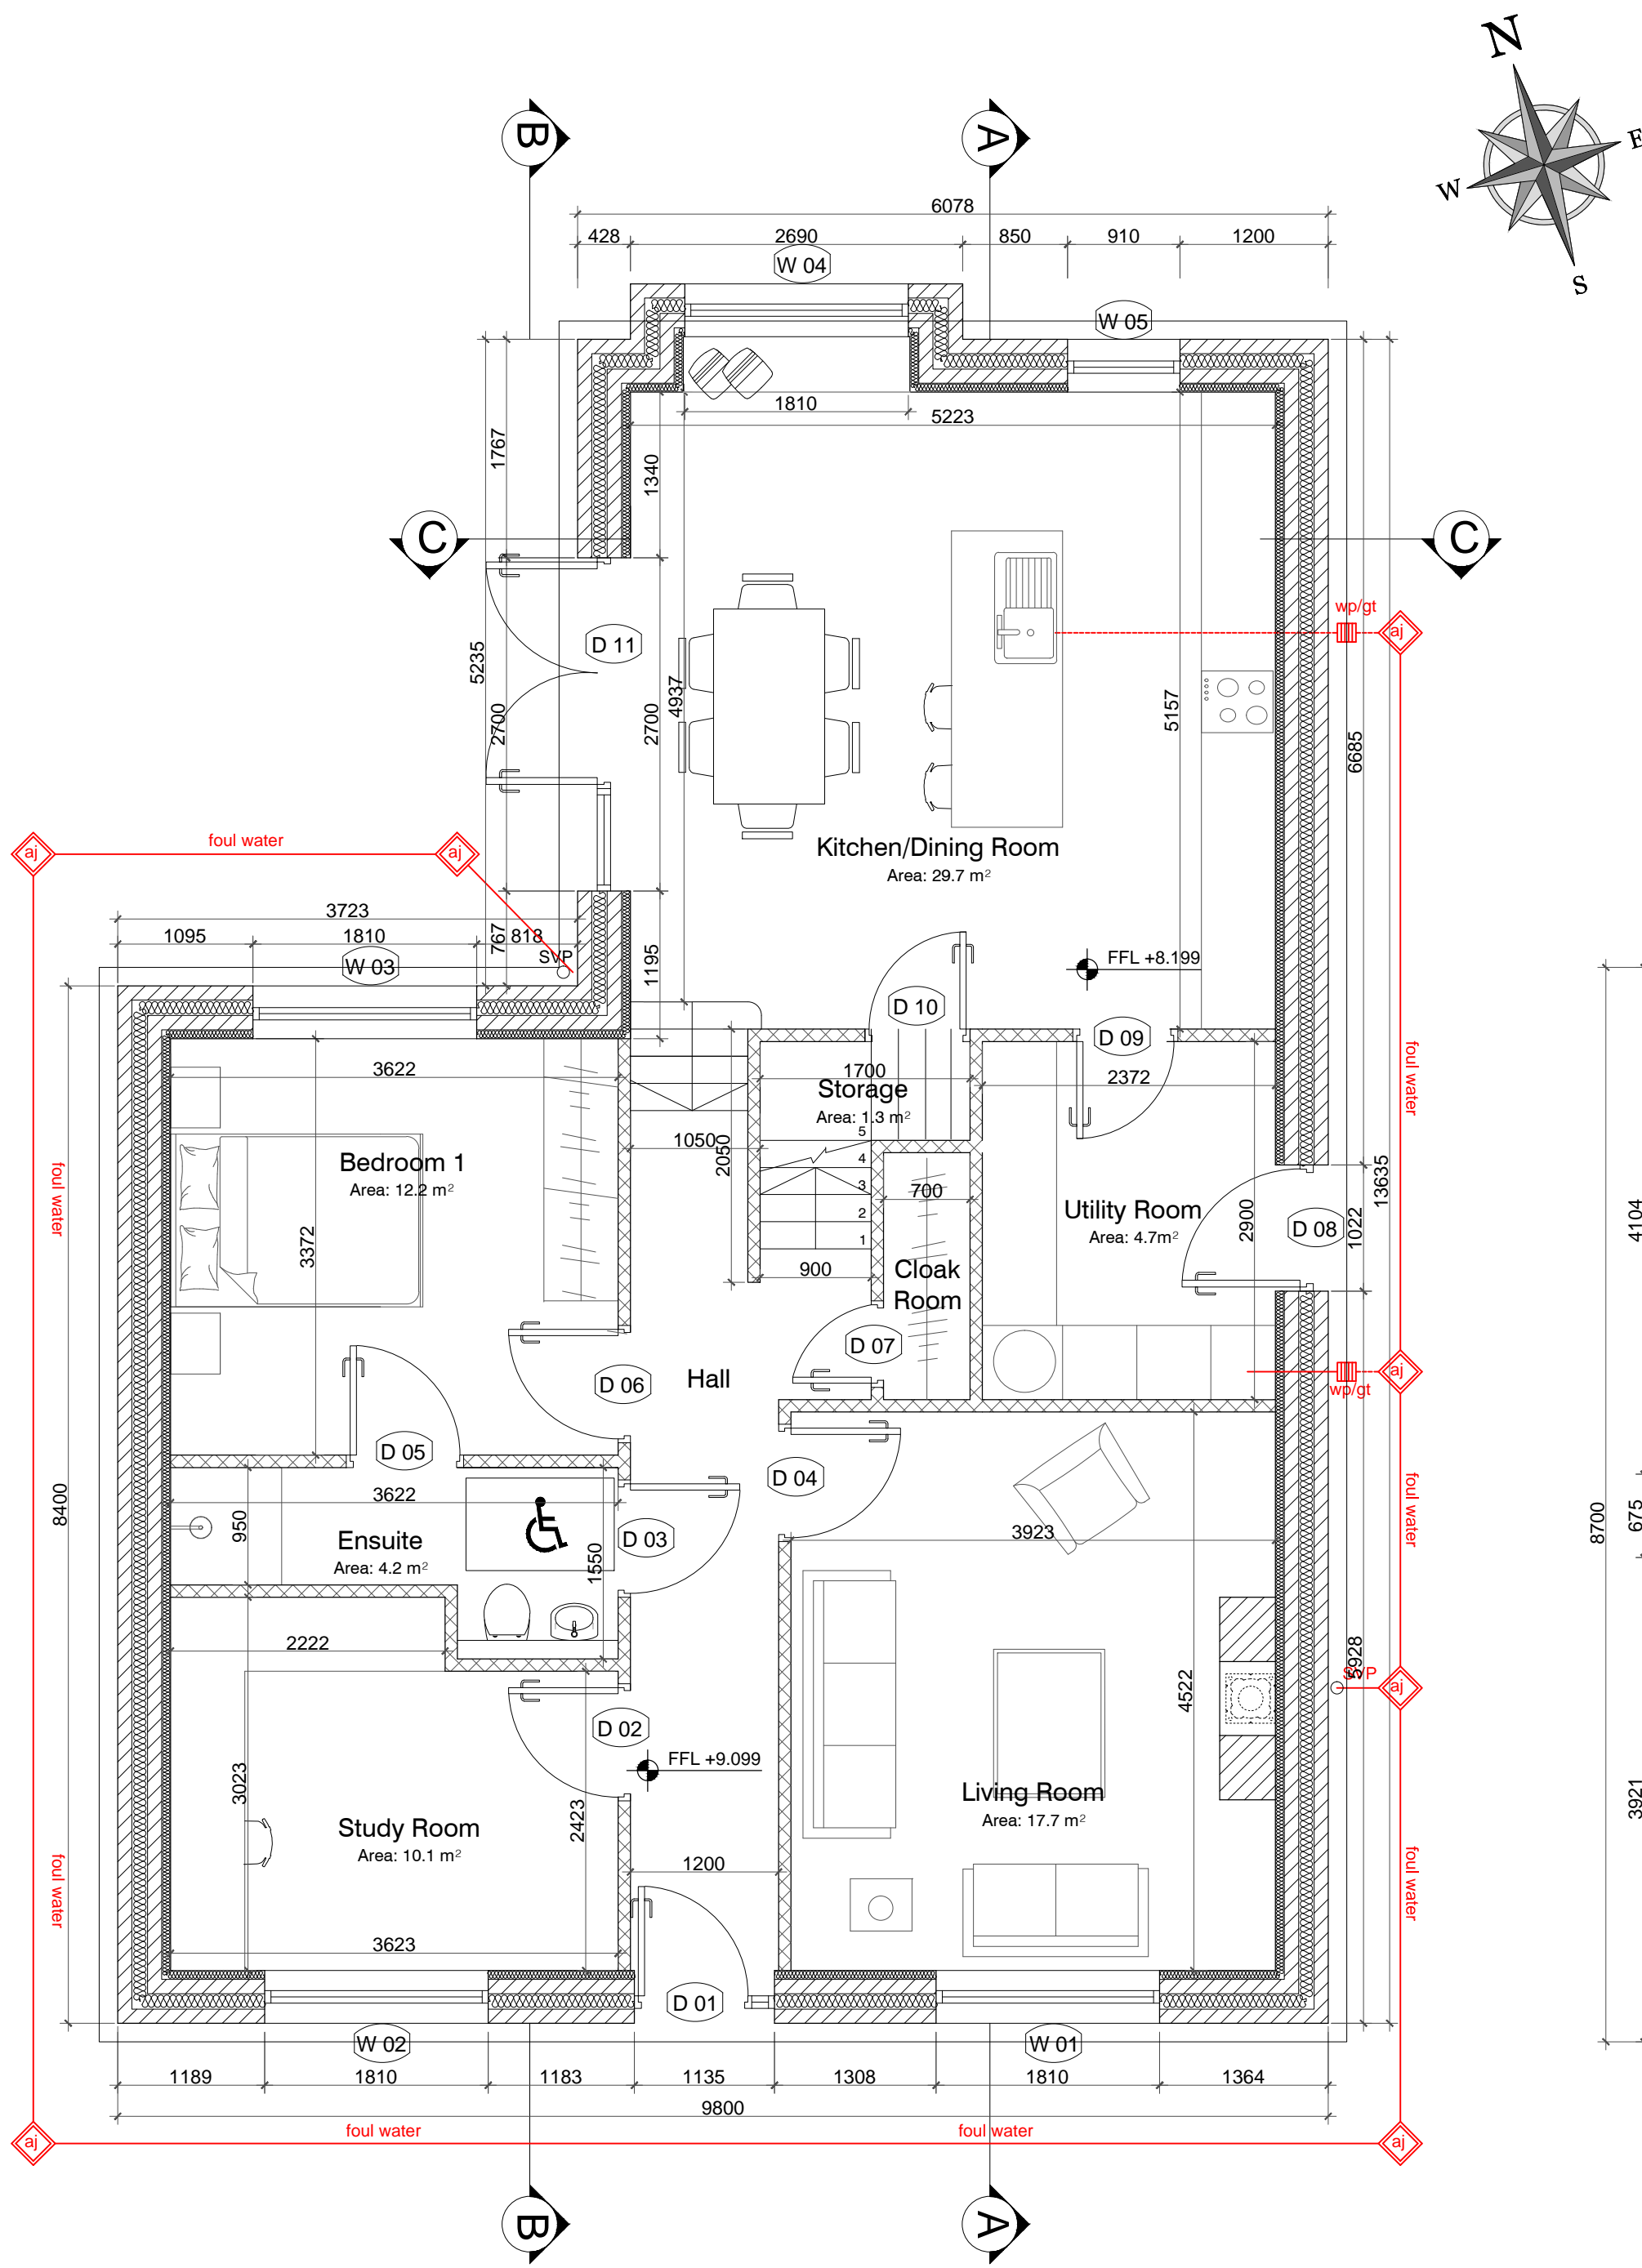 N
E
W
S
B
A
6078
428
2690
850
910
1200
W 04
W 05
1810
5223
1767
1340
C
C
wp/gt
aj
D 11
5235
4937
2700
2700
5157
6685
Kitchen/Dining Room
Area: 29.7 m²
foul water
aj
aj
3723
1095
1810
818
767
1195
SVP
W 03
FFL +8.199
D 10
D 09
3622
1700
Storage
Area: 1.3 m²
2372
foul water
5
4
3
2
1
1050
2050
Bedroom 1
Area: 12.2 m²
700
Utility Room
Area: 4.7m²
2900
D 08
1022
13635
4104
foul water
3372
900
Cloak
Room
D 07
D 06
Hall
aj
wp/gt
D 05
D 04
8400
3622
950
Ensuite
Area: 4.2 m²
D 03
1550
3923
foul water
8700
675
2222
4522
5928
SVP
aj
D 02
FFL +9.099
3023
2423
Living Room
Area: 17.7 m²
3921
Study Room
Area: 10.1 m²
1200
foul water
foul water
3623
D 01
W 02
W 01
1189
1810
1183
1135
1308
1810
1364
9800
foul water
foul water
aj
aj
B
A